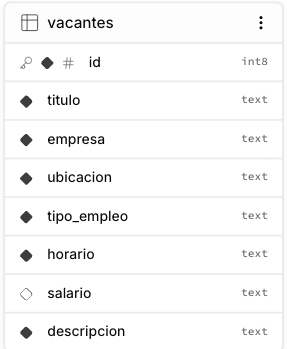 vacantes
# id int8
titulo text
empresa text
ubicacion text
tipo_empleo text
horario text
salario text
descripcion text